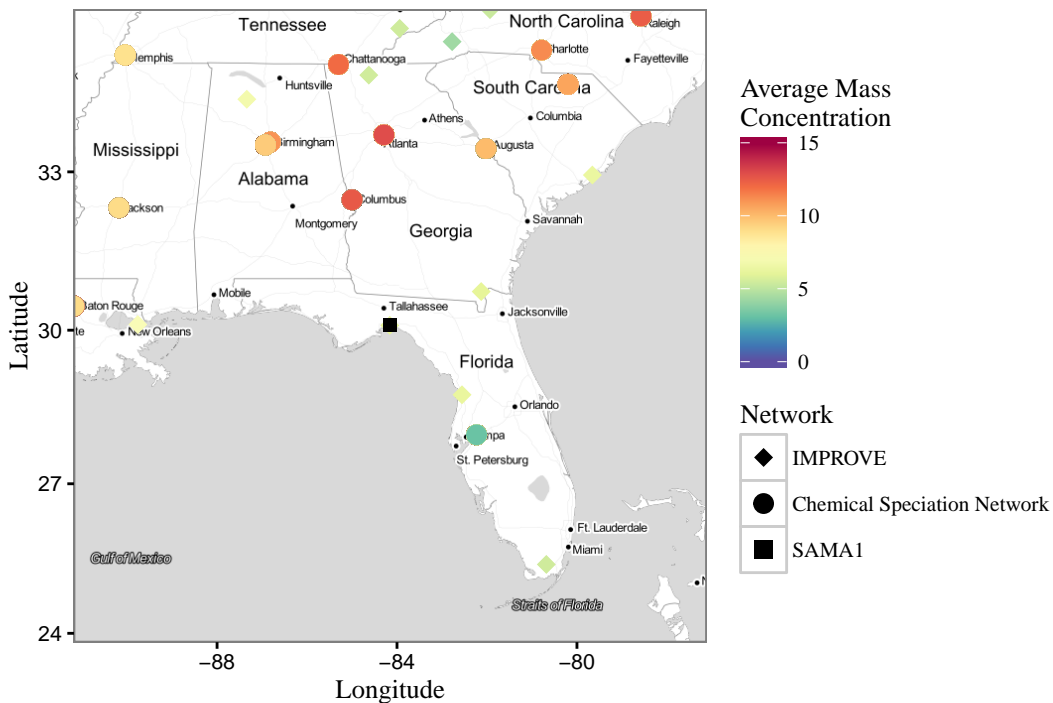 Tennessee
North Carolina
Raleigh
Memphis
Chattanooga
Charlotte
Fayetteville
Huntsville
South Carolina
Columbia
Athens
Birmingham
Atlanta
Augusta
Mississippi
Alabama
Jackson
Columbus
Montgomery
Georgia
Savannah
Mobile
Baton Rouge
Tallahassee
Jacksonville
te
New Orleans
Florida
Orlando
mpa
St. Petersburg
Ft. Lauderdale
Miami
Gulf of Mexico
Straits of Florida
33
30
27
24
Latitude
−88
−84
−80
Longitude
Average Mass
Concentration
15
10
5
0
Network
IMPROVE
Chemical Speciation Network
SAMA1